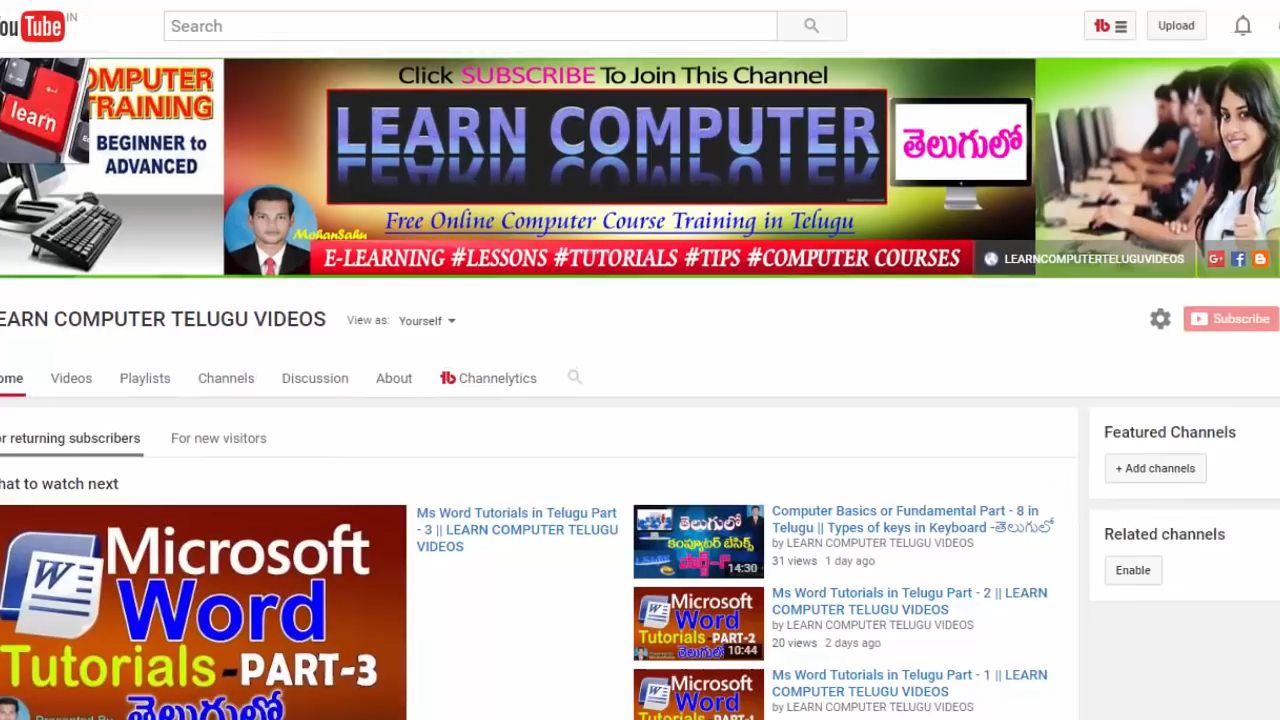 You Tube IN
Search
Upload
learn
COMPUTER
TRAINING
BEGINNER to
ADVANCED
Click SUBSCRIBE To Join This Channel
LEARN COMPUTER
తెలుగులో
Free Online Computer Course Training in Telugu
MohanSahu
E-LEARNING #LESSONS #TUTORIALS #TIPS #COMPUTER COURSES
LEARNCOMPUTERTELUGUVIDEOS
EARN COMPUTER TELUGU VIDEOS
View as: Yourself
Subscribe
ome
Videos
Playlists
Channels
Discussion
About
Channelytics
or returning subscribers
For new visitors
Featured Channels
+ Add channels
hat to watch next
Related channels
Enable
Microsoft
Word
Tutorials -PART-3
తెలుగులో
Presented By
Ms Word Tutorials in Telugu Part
- 3 || LEARN COMPUTER TELUGU
VIDEOS
తెలుగులో
కంప్యూటర్ బేసిక్స్
14:30
Computer Basics or Fundamental Part - 8 in
Telugu || Types of keys in Keyboard -తెలుగులో
by LEARN COMPUTER TELUGU VIDEOS
31 views 1 day ago
Microsoft
Word
Tutorials PART-2
తెలుగులో
10:44
Ms Word Tutorials in Telugu Part - 2 || LEARN
COMPUTER TELUGU VIDEOS
by LEARN COMPUTER TELUGU VIDEOS
20 views 2 days ago
Microsoft
Word
Ms Word Tutorials in Telugu Part - 1 || LEARN
COMPUTER TELUGU VIDEOS
by LEARN COMPUTER TELUGU VIDEOS